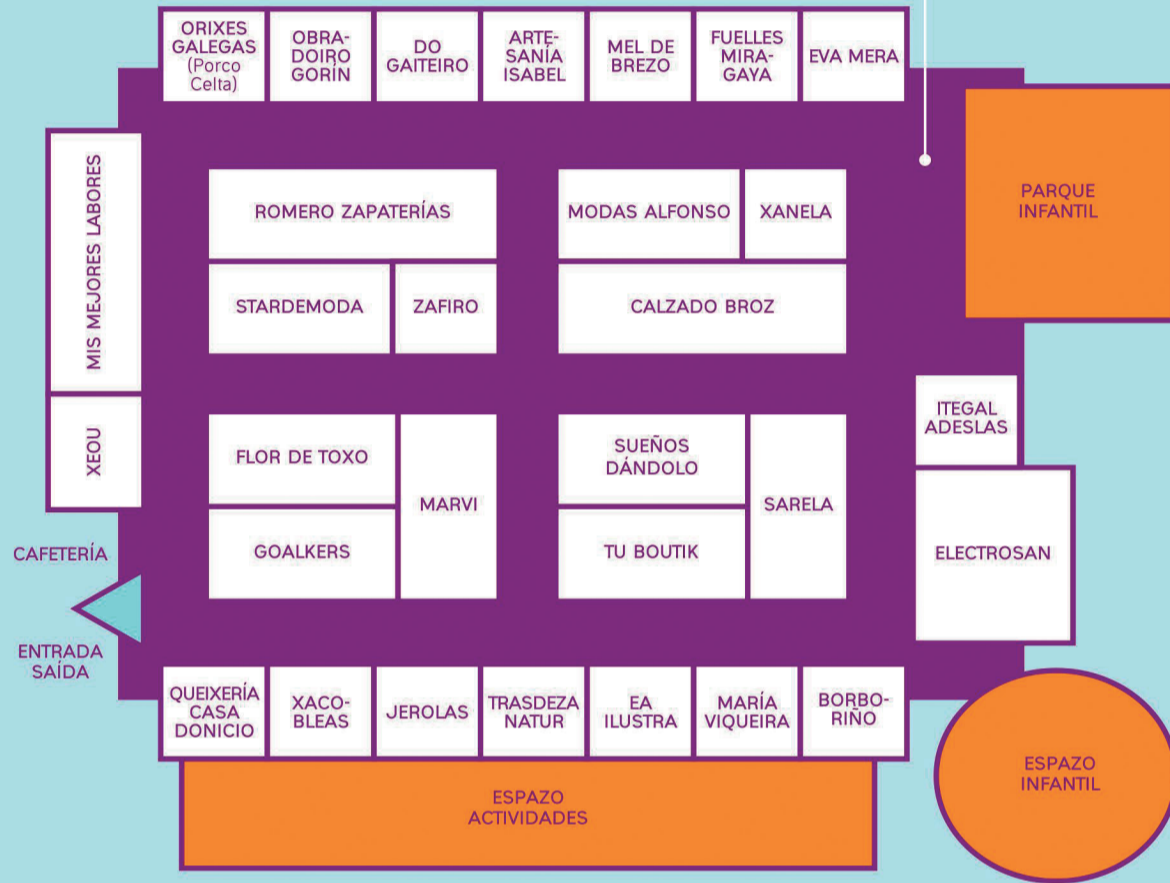 ORIXES
GALEGAS
(Porco
Celta)
OBRA-
DOIRO
GORÍN
DO
GAITEIRO
ARTE-
SANÍA
ISABEL
MEL DE
BREZO
FUELLES
MIRA-
GAYA
EVA MERA
MIS MEJORES LABORES
XEOU
ROMERO ZAPATERÍAS
STARDEMODA
ZAFIRO
MODAS ALFONSO
XANELA
CALZADO BROZ
PARQUE
INFANTIL
FLOR DE TOXO
GOALKERS
MARVI
SUEÑOS
DÁNDOLO
TU BOUTIK
SARELA
ITEGAL
ADESLAS
ELECTROSAN
CAFETERÍA
ENTRADA
SAÍDA
QUEIXERÍA
CASA
DONICIO
XACO-
BLEAS
JEROLAS
TRASDEZA
NATUR
EA
ILUSTRA
MARÍA
VIQUEIRA
BORBO-
RIÑO
ESPAZO
ACTIVIDADES
ESPAZO
INFANTIL